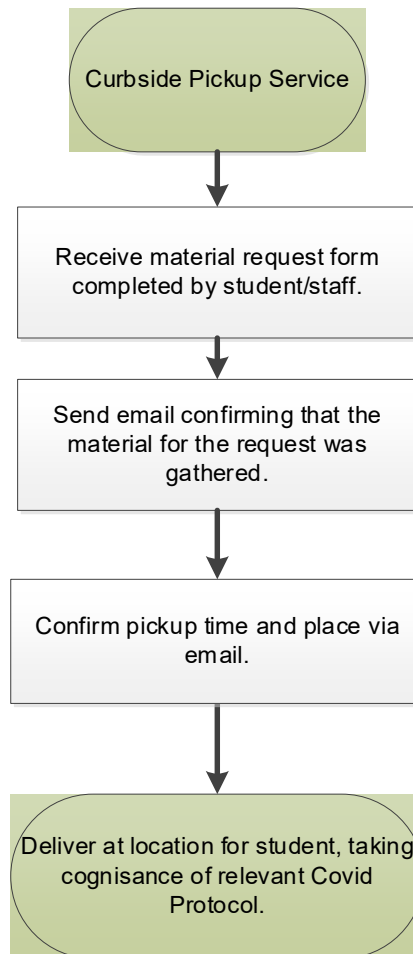 Curbside Pickup Service
Receive material request form
completed by student/staff.
Send email confirming that the
material for the request was
gathered.
Confirm pickup time and place via
email.
Deliver at location for student, taking
cognisance of relevant Covid
Protocol.